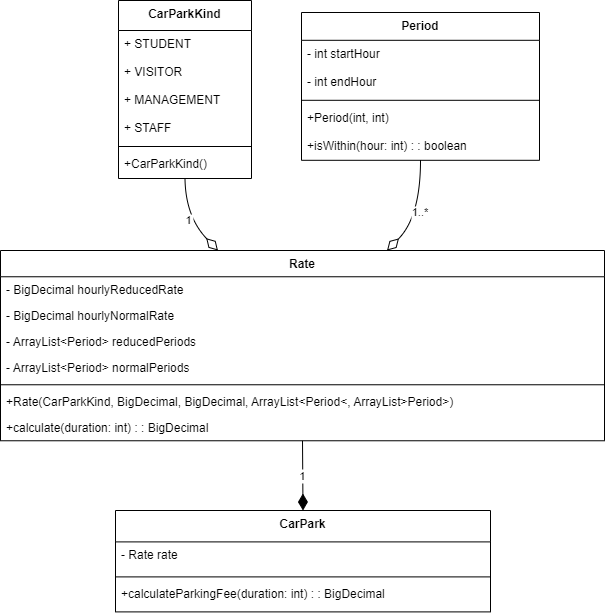 CarParkKind
+ STUDENT
+ VISITOR
+ MANAGEMENT
+ STAFF
+CarParkKind()
Period
- int startHour
- int endHour
+Period(int, int)
+isWithin(hour: int) : : boolean
1
1..*
Rate
- BigDecimal hourlyReducedRate
- BigDecimal hourlyNormalRate
- ArrayList<Period> reducedPeriods
- ArrayList<Period> normalPeriods
+Rate(CarParkKind, BigDecimal, BigDecimal, ArrayList<Period<, ArrayList>Period>)
+calculate(duration: int) : : BigDecimal
1
CarPark
- Rate rate
+calculateParkingFee(duration: int) : : BigDecimal